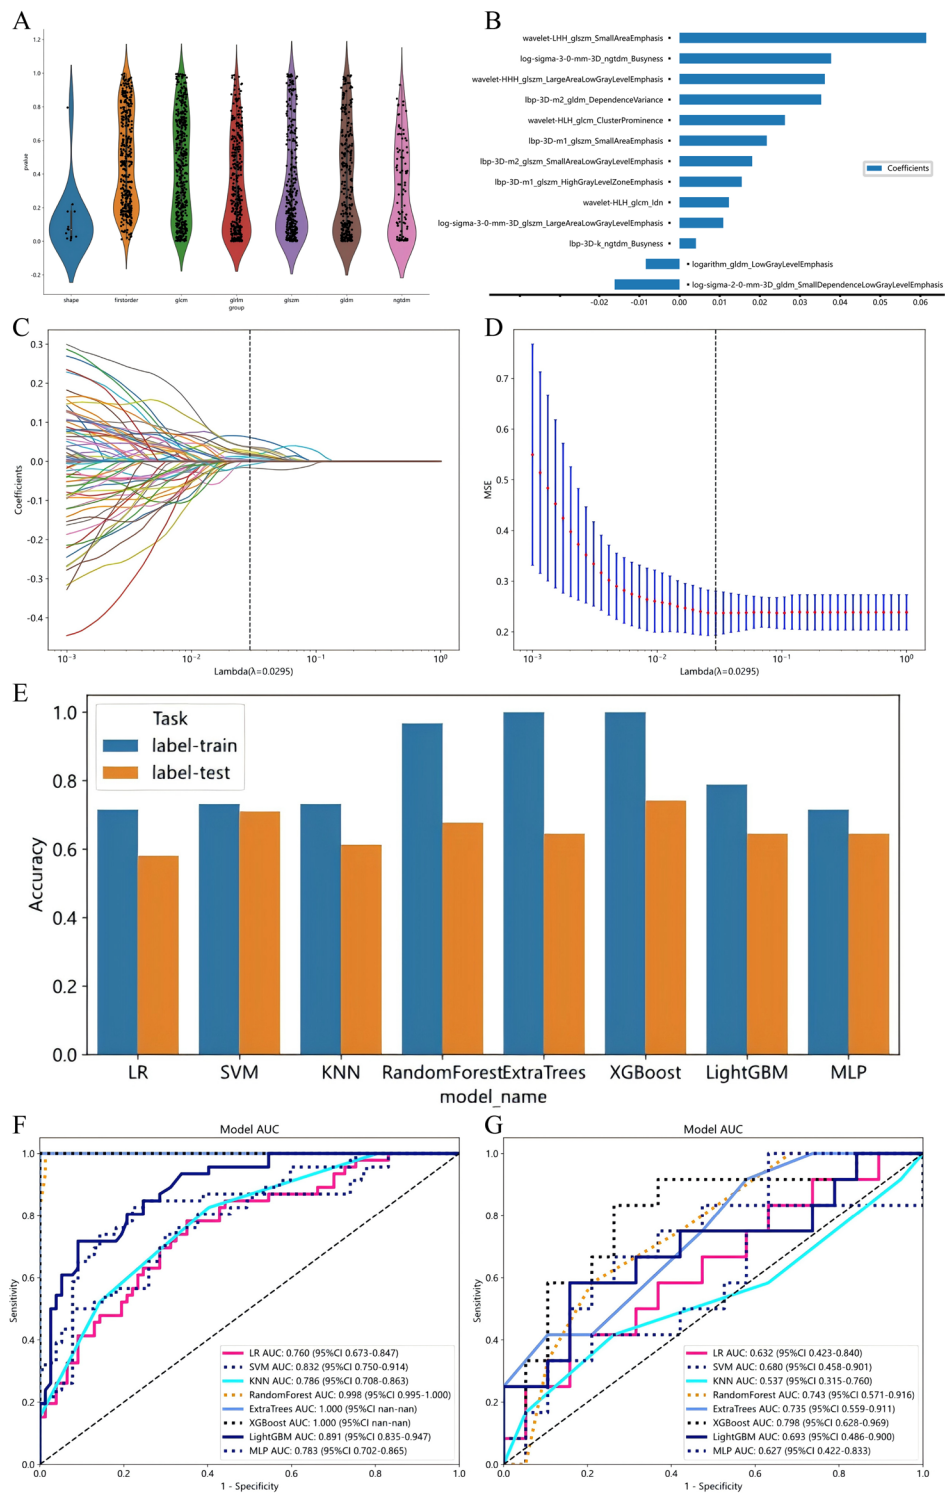 A
1.2
1.0
0.8
0.6
0.4
0.2
0.0
-0.2
pvalue
shape
firstorder
glcm
glrlm
glszm
gldm
ngtdm
group
B
wavelet-LHH_glszm_SmallAreaEmphasis
log-sigma-3-0-mm-3D_ngtdm_Busyness
wavelet-HHH_glszm_LargeAreaLowGrayLevelEmphasis
lbp-3D-m2_gldm_DependenceVariance
wavelet-HLH_glcm_ClusterProminence
lbp-3D-m1_glszm_SmallAreaEmphasis
lbp-3D-m2_glszm_SmallAreaLowGrayLevelEmphasis
lbp-3D-m1_glszm_HighGrayLevelZoneEmphasis
wavelet-HLH_glcm_Idn
log-sigma-3-0-mm-3D_glszm_LargeAreaLowGrayLevelEmphasis
lbp-3D-k_ngtdm_Busyness
logarithm_gldm_LowGrayLevelEmphasis
log-sigma-2-0-mm-3D_gldm_SmallDependenceLowGrayLevelEmphasis
Coefficients
-0.02
-0.01
0.00
0.01
0.02
0.03
0.04
0.05
0.06
C
0.3
0.2
0.1
0.0
-0.1
-0.2
-0.3
-0.4
Coefficients
10⁻³
10⁻²
10⁻¹
10⁰
Lambda(λ=0.0295)
D
0.7
0.6
0.5
0.4
0.3
0.2
MSE
10⁻³
10⁻²
10⁻¹
10⁰
Lambda(λ=0.0295)
E
1.0
0.8
0.6
0.4
0.2
0.0
Accuracy
Task
label-train
label-test
LR
SVM
KNN
RandomForest
ExtraTrees
XGBoost
LightGBM
MLP
model_name
F
Model AUC
1.0
0.8
0.6
0.4
0.2
0.0
Sensitivity
LR AUC: 0.760 (95%CI 0.673-0.847)
SVM AUC: 0.832 (95%CI 0.750-0.914)
KNN AUC: 0.786 (95%CI 0.708-0.863)
RandomForest AUC: 0.998 (95%CI 0.995-1.000)
ExtraTrees AUC: 1.000 (95%CI nan-nan)
XGBoost AUC: 1.000 (95%CI nan-nan)
LightGBM AUC: 0.891 (95%CI 0.835-0.947)
MLP AUC: 0.783 (95%CI 0.702-0.865)
0.0
0.2
0.4
0.6
0.8
1.0
1 - Specificity
G
Model AUC
1.0
0.8
0.6
0.4
0.2
0.0
Sensitivity
LR AUC: 0.632 (95%CI 0.423-0.840)
SVM AUC: 0.680 (95%CI 0.458-0.901)
KNN AUC: 0.537 (95%CI 0.315-0.760)
RandomForest AUC: 0.743 (95%CI 0.571-0.916)
ExtraTrees AUC: 0.735 (95%CI 0.559-0.911)
XGBoost AUC: 0.798 (95%CI 0.628-0.969)
LightGBM AUC: 0.693 (95%CI 0.486-0.900)
MLP AUC: 0.627 (95%CI 0.422-0.833)
0.0
0.2
0.4
0.6
0.8
1.0
1 - Specificity